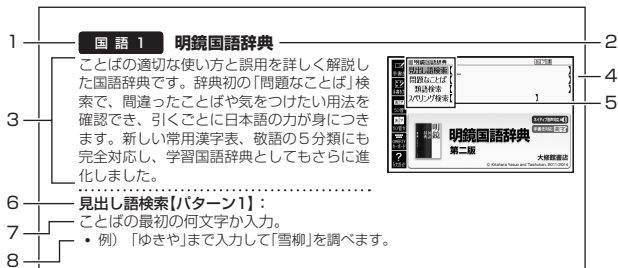 1
国語1 明鏡国語辞典
2
ことばの適切な使い方と誤用を詳しく解説し
た国語辞典です。辞典初の「問題なことば」検
索で、間違ったことばや気をつけたい用法を
確認でき、引くごとに日本語の力が身につき
ます。新しい常用漢字表、敬語の5分類にも
完全対応し、学習国語辞典としてもさらに進
化しました。
3
明鏡国語辞典
見出し語検索
問題なことば
類語検索
スペリング検索
4
5
明鏡国語辞典
第二版
大修館書店
© Kitahara Yasuo and Taishukan, 2011-2014
6
見出し語検索【パターン1】:
7
ことばの最初の何文字か入力。
8
• 例) 「ゆきや」まで入力して「雪柳」を調べます。